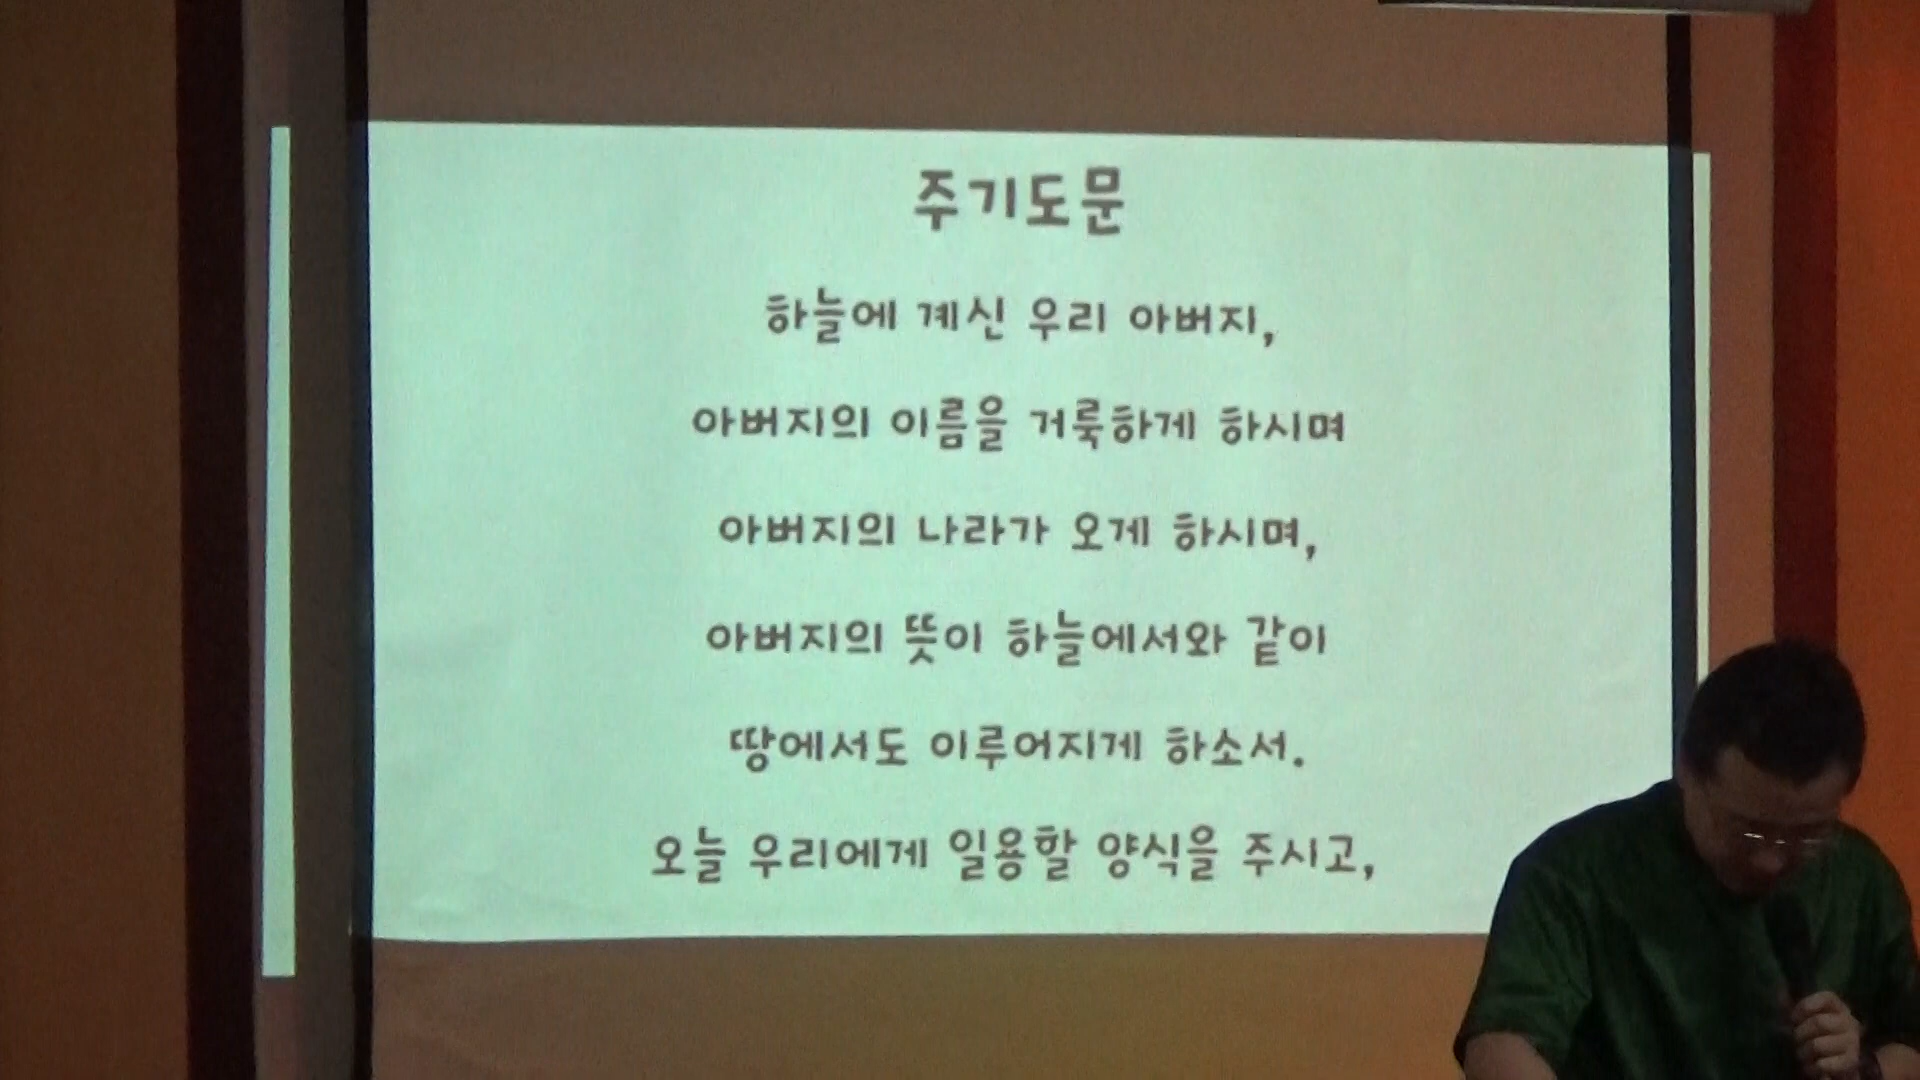 주기도문
하늘에 계신 우리 아버지,
아버지의 이름을 거룩하게 하시며
아버지의 나라가 오게 하시며,
아버지의 뜻이 하늘에서와 같이
땅에서도 이루어지게 하소서.
오늘 우리에게 일용할 양식을 주시고,